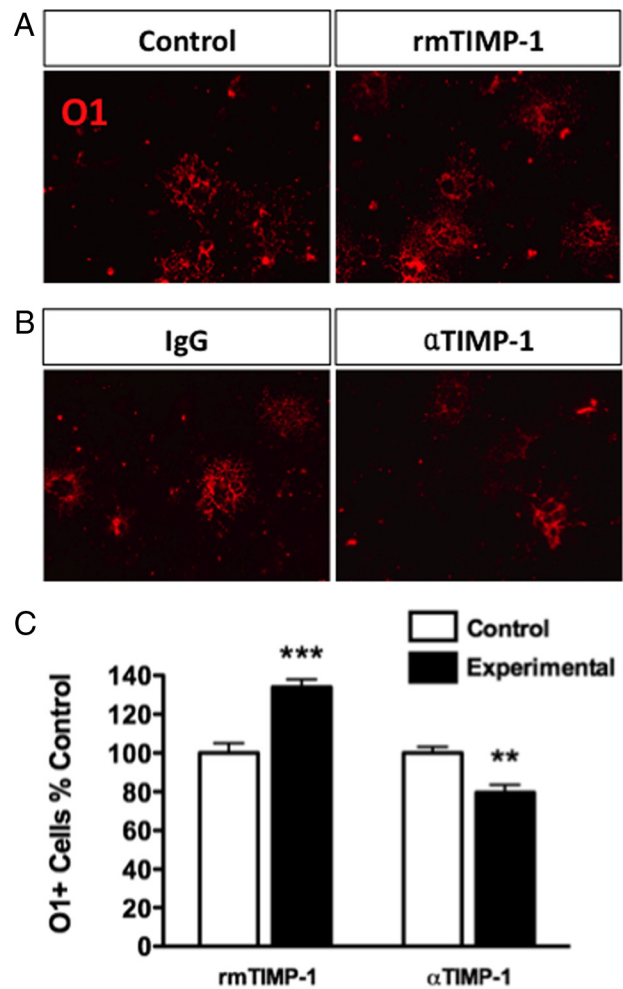 A
Control
rmTIMP-1
O1
B
IgG
αTIMP-1
C
Control
Experimental
O1+ Cells % Control
140
120
100
80
60
40
20
0
***
**
rmTIMP-1
αTIMP-1